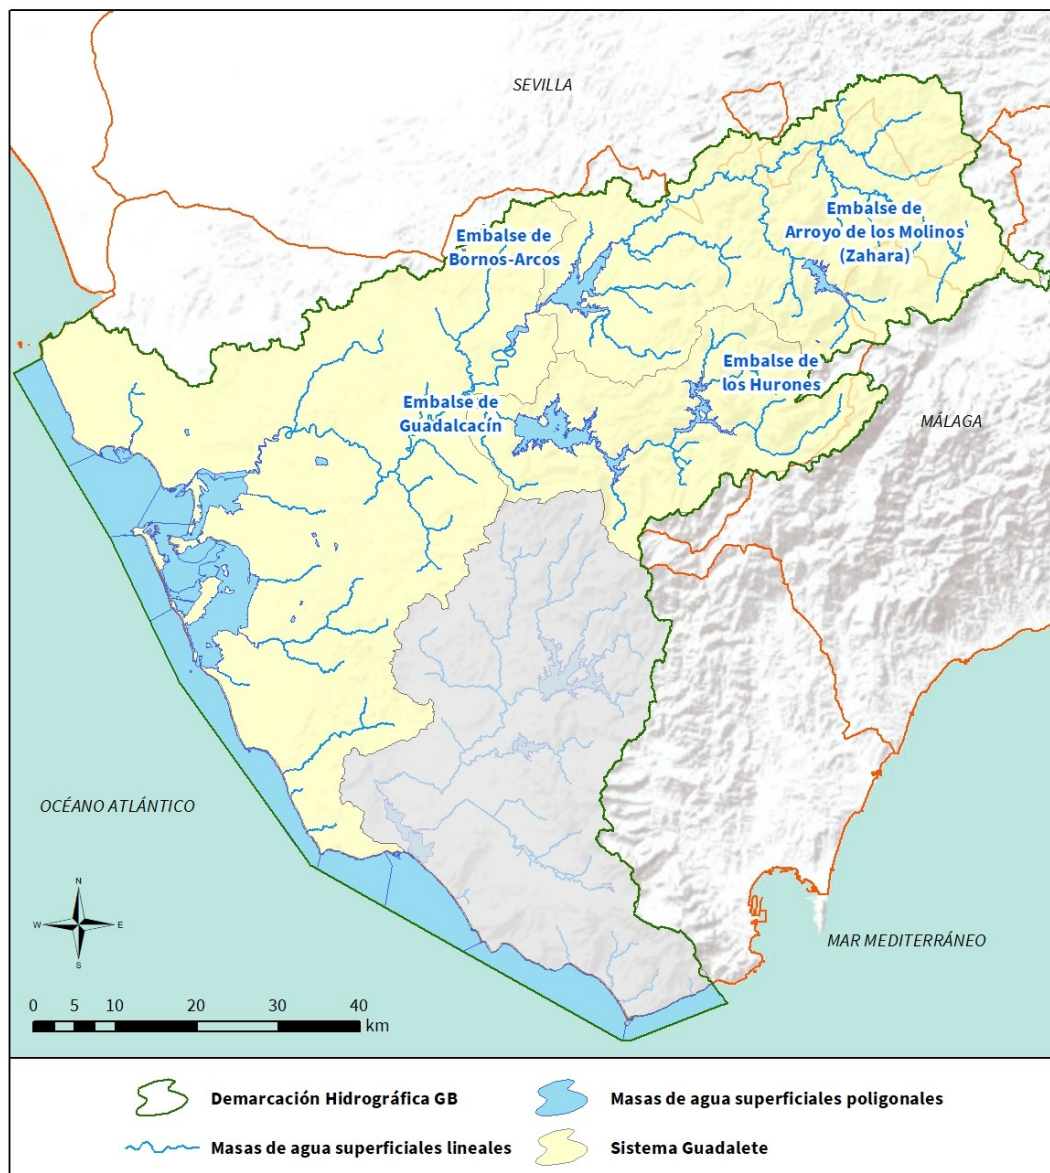 SEVILLA
Embalse de
Arroyo de los Molinos
(Zahara)
Embalse de
Bornos-Arcos
Embalse de
los Hurones
Embalse de
Guadalcacín
MÁLAGA
OCÉANO ATLÁNTICO
MAR MEDITERRÁNEO
N
W E
S
0 5 10 20 30 40
km
Demarcación Hidrográfica GB
Masas de agua superficiales poligonales
Masas de agua superficiales lineales
Sistema Guadalete